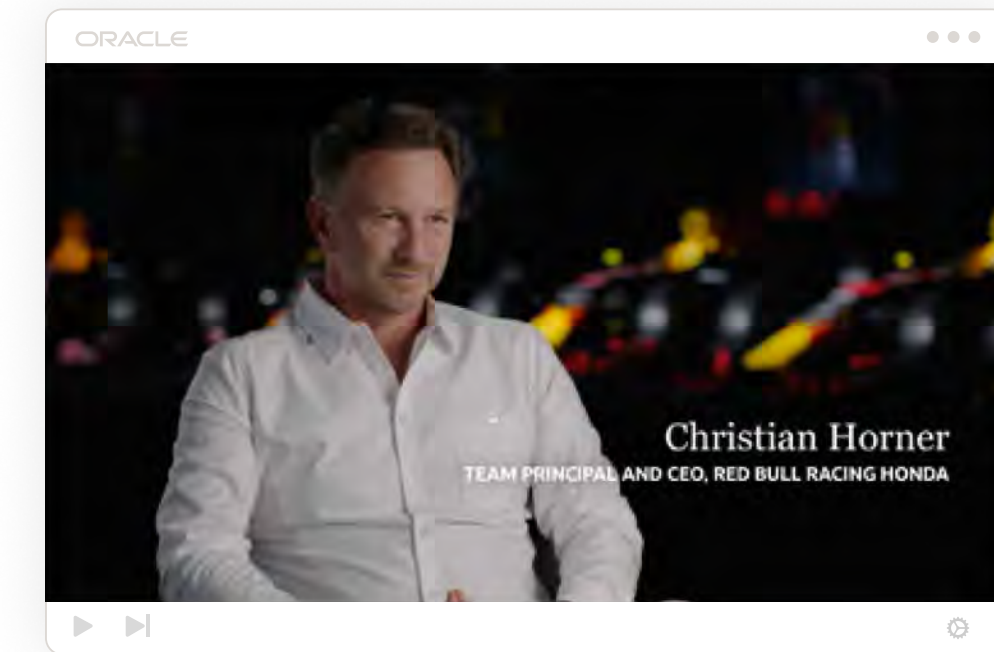 ORACLE
Christian Horner
TEAM PRINCIPAL AND CEO, RED BULL RACING HONDA